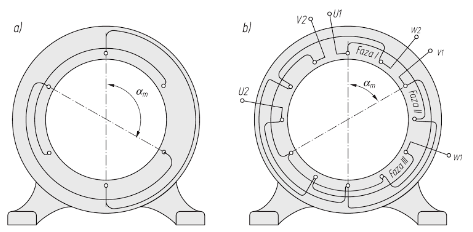 a)
αm
b)
V2
U1
W2
V1
Faza I
Faza II
Faza III
U2
αm
W1